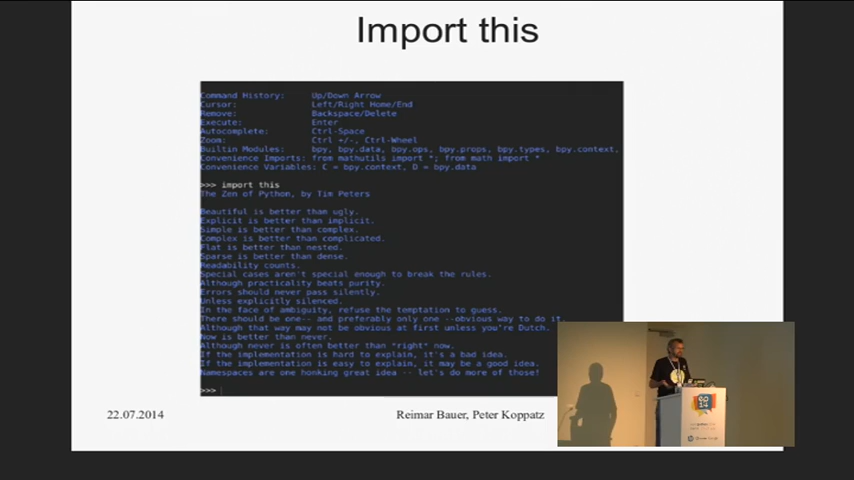 Import this
Command History: Up/Down Arrow
Cursor: Left/Right Home/End
Remove: Backspace/Delete
Execute: Enter
Autocomplete: Ctrl-Space
Zoom: Ctrl +/-, Ctrl-Wheel
Builtin Modules: bpy, bpy.data, bpy.ops, bpy.props, bpy.types, bpy.context,
Convenience Imports: from mathutils import *; from math import *
Convenience Variables: C = bpy.context, D = bpy.data
>>> import this
The Zen of Python, by Tim Peters
Beautiful is better than ugly.
Explicit is better than implicit.
Simple is better than complex.
Complex is better than complicated.
Flat is better than nested.
Sparse is better than dense.
Readability counts.
Special cases aren't special enough to break the rules.
Although practicality beats purity.
Errors should never pass silently.
Unless explicitly silenced.
In the face of ambiguity, refuse the temptation to guess.
There should be one-- and preferably only one --obvious way to do it.
Although that way may not be obvious at first unless you're Dutch.
Now is better than never.
Although never is often better than *right* now.
If the implementation is hard to explain, it's a bad idea.
If the implementation is easy to explain, it may be a good idea.
Namespaces are one honking great idea -- let's do more of those!
>>>
22.07.2014
Reimar Bauer, Peter Koppatz